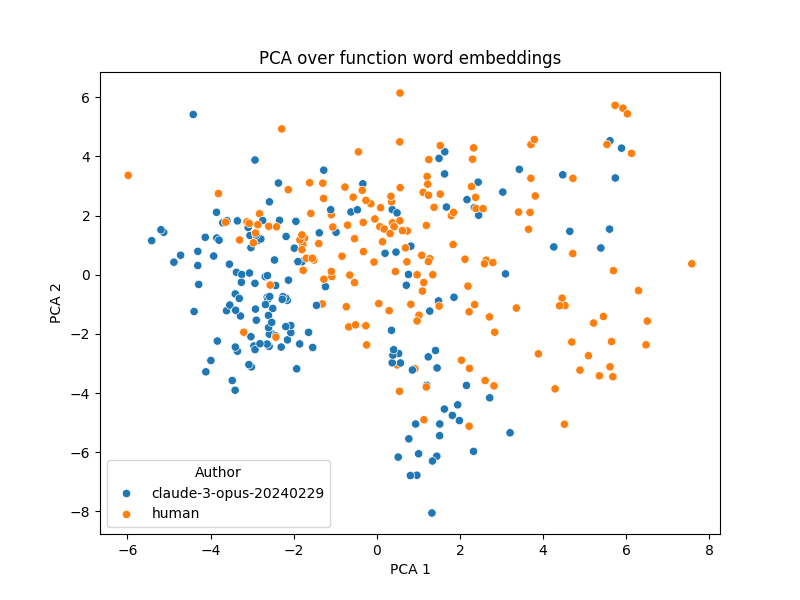 PCA over function word embeddings
PCA 2
6
4
2
0
−2
−4
−6
−8
Author
claude-3-opus-20240229
human
−6
−4
−2
0
2
4
6
8
PCA 1